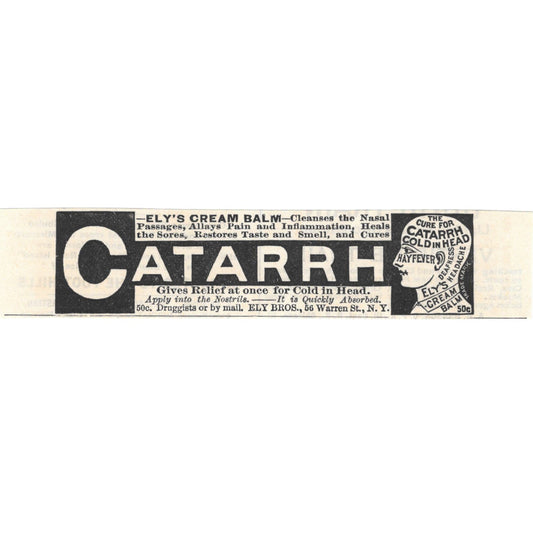 —ELY'S CREAM BALM—Cleanses the Nasal
Passages, Allays Pain and Inflammation, Heals
the Sores, Restores Taste and Smell, and Cures
CATARRH
Gives Relief at once for Cold in Head.
Apply into the Nostrils. —— It is Quickly Absorbed.
50c. Druggists or by mail. ELY BROS., 56 Warren St., N. Y.
THE
CURE FOR
CATARRH
COLD IN HEAD
HAYFEVER
DEAFNESS
HEADACHE
ELY'S
CREAM
BALM
50c